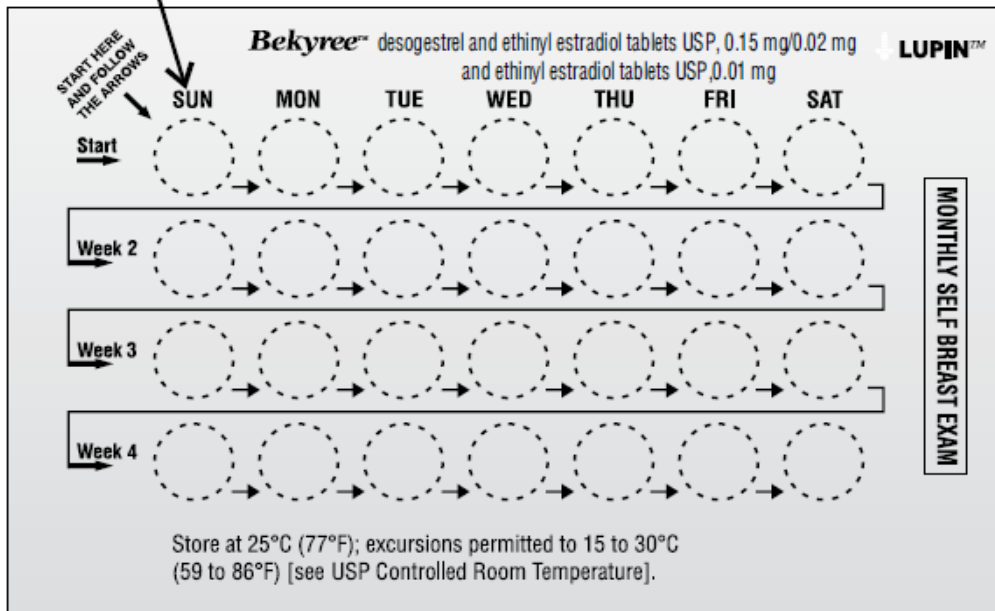 Bekyree™ desogestrel and ethinyl estradiol tablets USP, 0.15 mg/0.02 mg
and ethinyl estradiol tablets USP,0.01 mg
LUPIN™
START HERE
AND FOLLOW
THE ARROWS
SUN MON TUE WED THU FRI SAT
Start
Week 2
Week 3
Week 4
MONTHLY SELF BREAST EXAM
Store at 25°C (77°F); excursions permitted to 15 to 30°C
(59 to 86°F) [see USP Controlled Room Temperature].